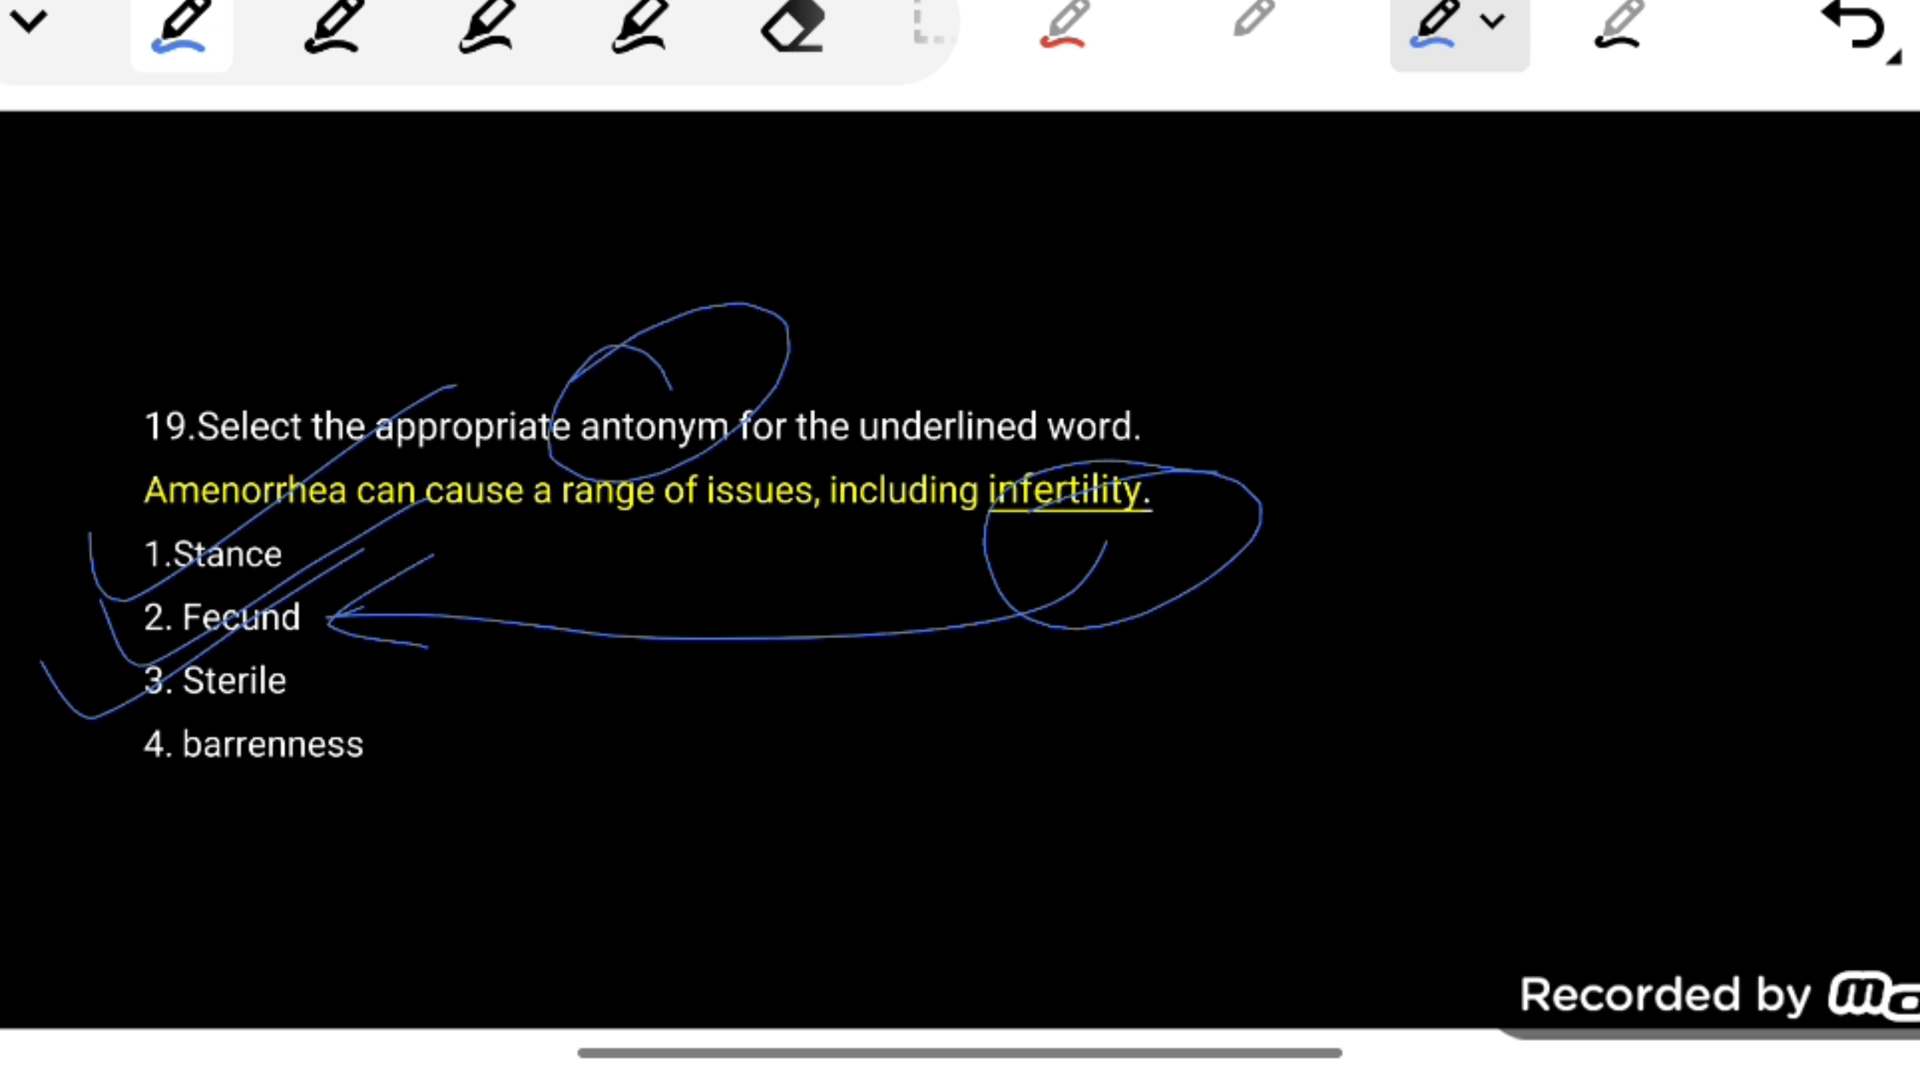 19.Select the appropriate antonym for the underlined word.
Amenorrhea can cause a range of issues, including infertility.
1.Stance
2. Fecund
3. Sterile
4. barrenness
Recorded by